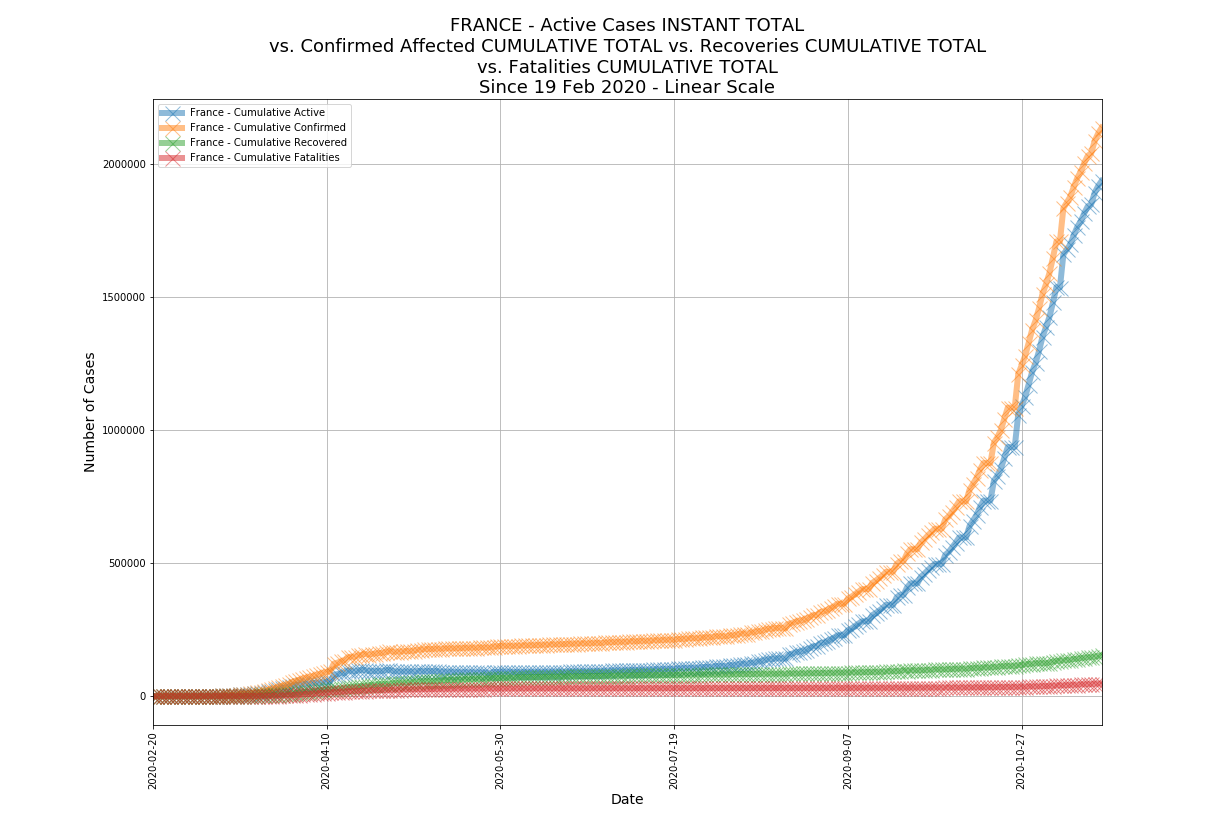 FRANCE - Active Cases INSTANT TOTAL
vs. Confirmed Affected CUMULATIVE TOTAL vs. Recoveries CUMULATIVE TOTAL
vs. Fatalities CUMULATIVE TOTAL
Since 19 Feb 2020 - Linear Scale
France - Cumulative Active
France - Cumulative Confirmed
France - Cumulative Recovered
France - Cumulative Fatalities
Number of Cases
2000000
1500000
1000000
500000
0
2020-02-20
2020-04-10
2020-05-30
2020-07-19
2020-09-07
2020-10-27
Date